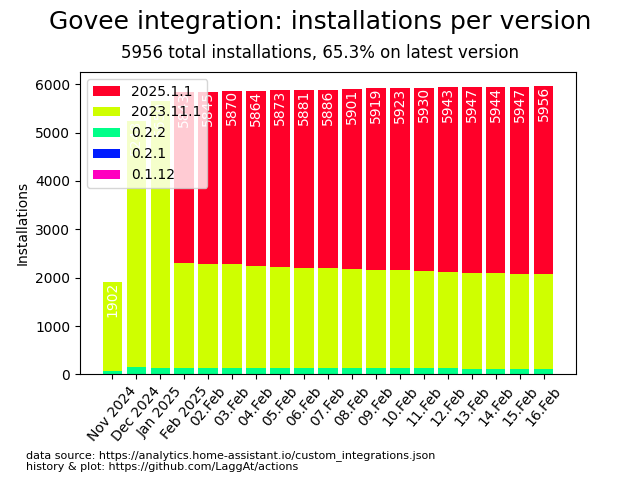 Govee integration: installations per version
5956 total installations, 65.3% on latest version
Installations
6000
5000
4000
3000
2000
1000
0
2025.1.1
2023.11.1
0.2.2
0.2.1
0.1.12
1902
5845
5870
5864
5873
5881
5886
5901
5919
5923
5930
5943
5947
5944
5947
5956
Nov 2024
Dec 2024
Jan 2025
Feb 2025
02.Feb
03.Feb
04.Feb
05.Feb
06.Feb
07.Feb
08.Feb
09.Feb
10.Feb
11.Feb
12.Feb
13.Feb
14.Feb
15.Feb
16.Feb
data source: https://analytics.home-assistant.io/custom_integrations.json
history & plot: https://github.com/LaggAt/actions